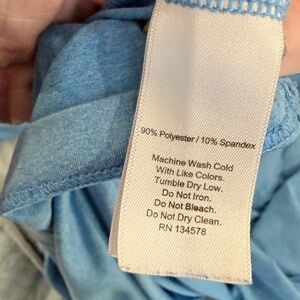 90% Polyester / 10% Spandex
Machine Wash Cold
With Like Colors.
Tumble Dry Low.
Do Not Iron.
Do Not Bleach.
Do Not Dry Clean.
RN 134578